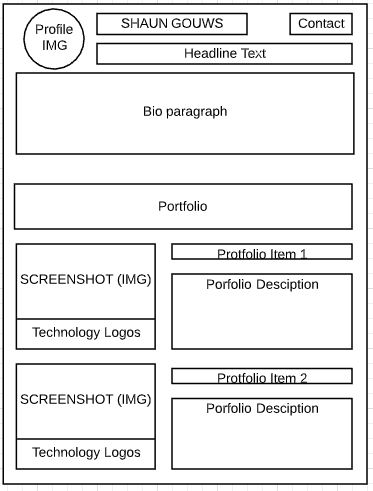 Profile
IMG
SHAUN GOUWS
Contact
Headline Text
Bio paragraph
Portfolio
SCREENSHOT (IMG)
Technology Logos
Protfolio Item 1
Porfolio Desciption
SCREENSHOT (IMG)
Technology Logos
Protfolio Item 2
Porfolio Desciption